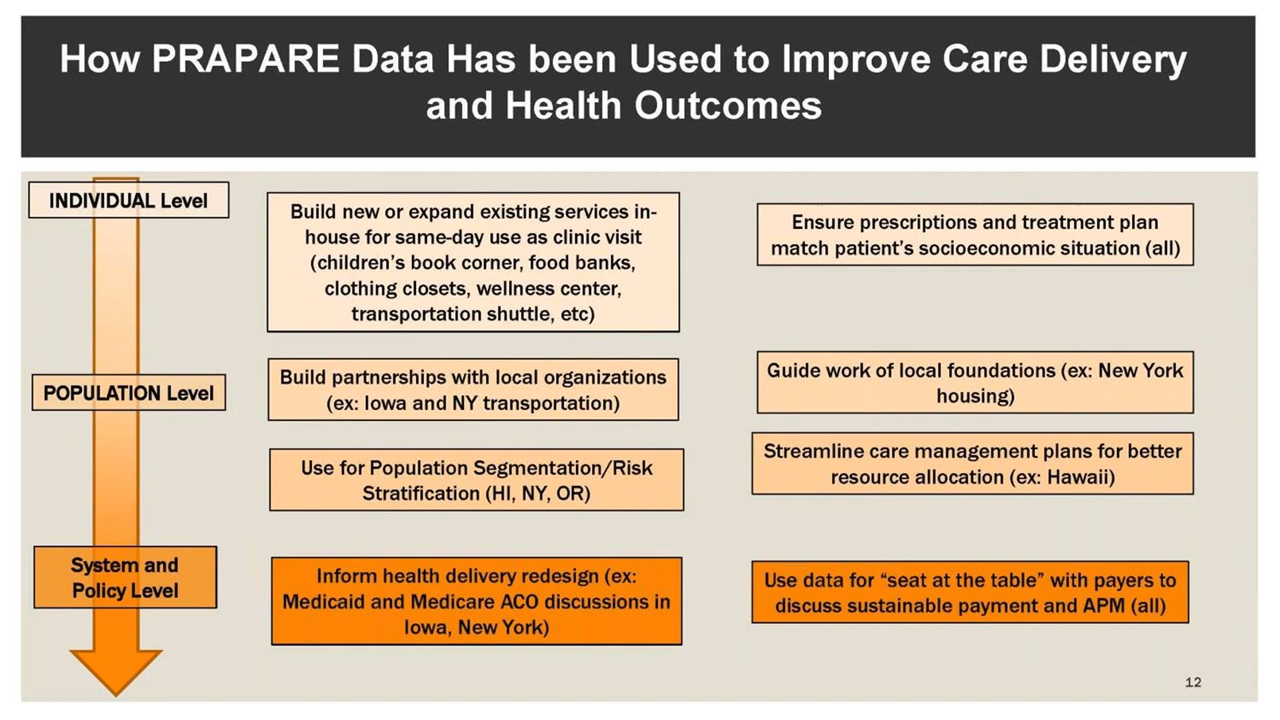 How PRAPARE Data Has been Used to Improve Care Delivery
and Health Outcomes
INDIVIDUAL Level
Build new or expand existing services in-
house for same-day use as clinic visit
(children's book corner, food banks,
clothing closets, wellness center,
transportation shuttle, etc)
Ensure prescriptions and treatment plan
match patient's socioeconomic situation (all)
POPULATION Level
Build partnerships with local organizations
(ex: Iowa and NY transportation)
Guide work of local foundations (ex: New York
housing)
Use for Population Segmentation/Risk
Stratification (HI, NY, OR)
Streamline care management plans for better
resource allocation (ex: Hawaii)
System and
Policy Level
Inform health delivery redesign (ex:
Medicaid and Medicare ACO discussions in
Iowa, New York)
Use data for “seat at the table” with payers to
discuss sustainable payment and APM (all)
12